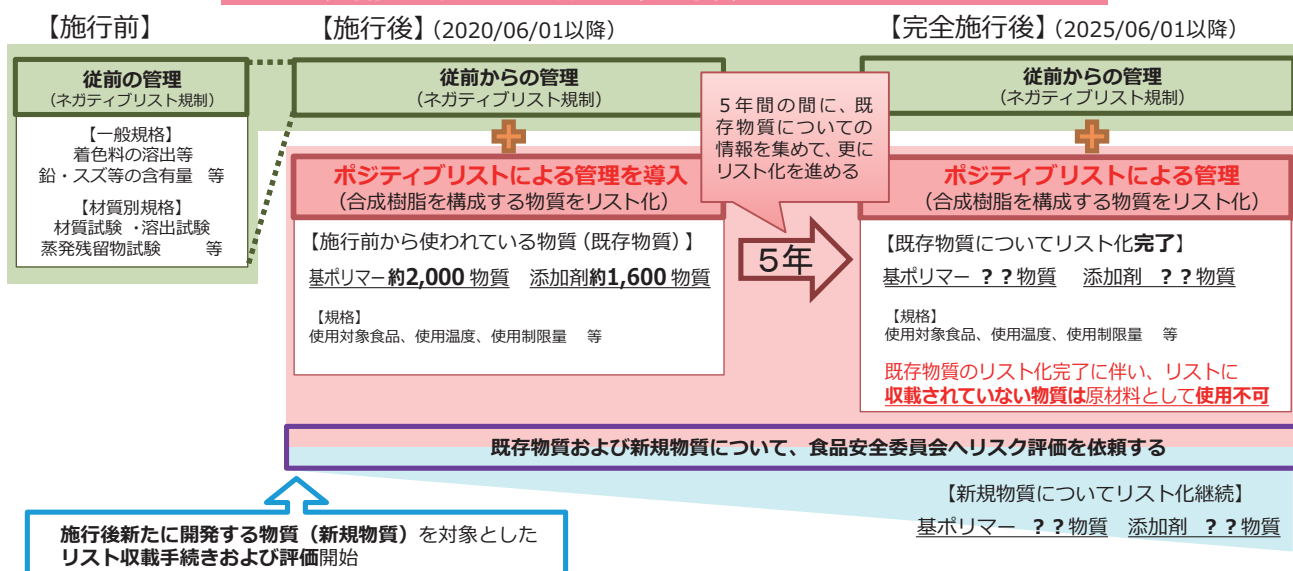 【施行前】
【施行後】(2020/06/01以降)
【完全施行後】(2025/06/01以降)
従前の管理
(ネガティブリスト規制)
【一般規格】
着色料の溶出等
鉛・スズ等の含有量 等
【材質別規格】
材質試験 ・溶出試験
蒸発残留物試験 等
従前からの管理
(ネガティブリスト規制)
ポジティブリストによる管理を導入
(合成樹脂を構成する物質をリスト化)
【施行前から使われている物質(既存物質)】
基ポリマー約2,000 物質 添加剤約1,600 物質
【規格】
使用対象食品、使用温度、使用制限量 等
5年間の間に、既
存物質についての
情報を集めて、更に
リスト化を進める
5年
従前からの管理
(ネガティブリスト規制)
ポジティブリストによる管理
(合成樹脂を構成する物質をリスト化)
【既存物質についてリスト化完了】
基ポリマー ??物質 添加剤 ??物質
【規格】
使用対象食品、使用温度、使用制限量 等
既存物質のリスト化完了に伴い、リストに
収載されていない物質は原材料として使用不可
既存物質および新規物質について、食品安全委員会へリスク評価を依頼する
【新規物質についてリスト化継続】
基ポリマー ??物質 添加剤 ??物質
施行後新たに開発する物質(新規物質)を対象とした
リスト収載手続きおよび評価開始